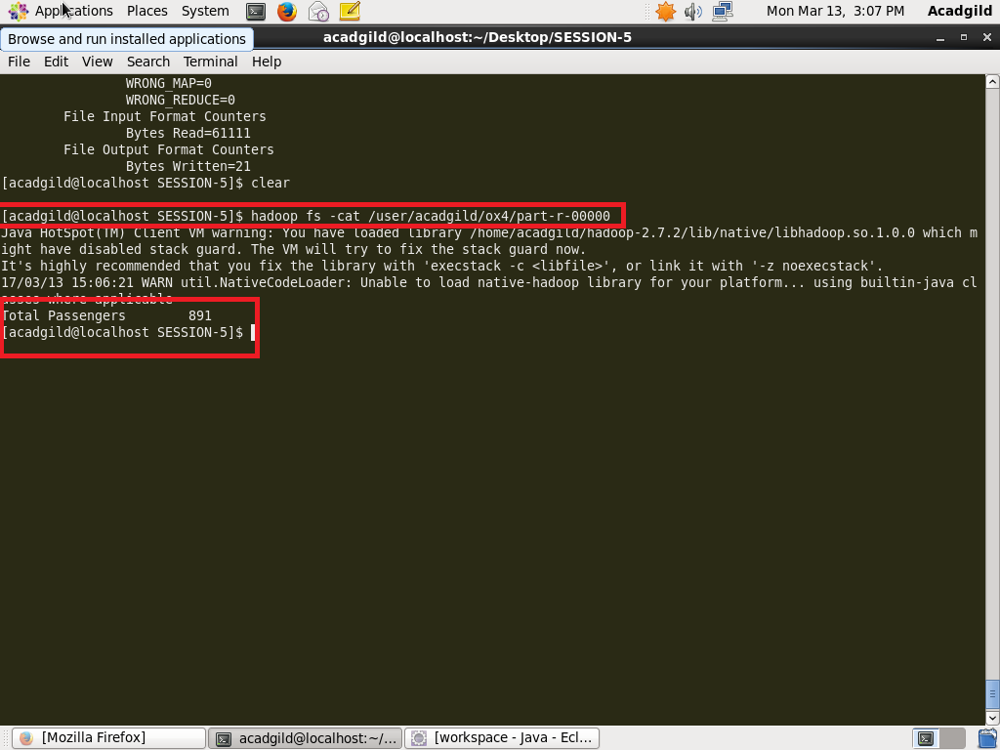 Applications Places System Mon Mar 13, 3:07 PM Acadgild
Browse and run installed applications
acadgild@localhost:~/Desktop/SESSION-5
File Edit View Search Terminal Help
WRONG_MAP=0
WRONG_REDUCE=0
File Input Format Counters
Bytes Read=61111
File Output Format Counters
Bytes Written=21
[acadgild@localhost SESSION-5]$ clear
[acadgild@localhost SESSION-5]$ hadoop fs -cat /user/acadgild/ox4/part-r-00000
Java HotSpot(TM) Client VM warning: You have loaded library /home/acadgild/hadoop-2.7.2/lib/native/libhadoop.so.1.0.0 which m
ight have disabled stack guard. The VM will try to fix the stack guard now.
It's highly recommended that you fix the library with 'execstack -c <libfile>', or link it with '-z noexecstack'.
17/03/13 15:06:21 WARN util.NativeCodeLoader: Unable to load native-hadoop library for your platform... using builtin-java cl
asses where applicable
Total Passengers 891
[acadgild@localhost SESSION-5]$
[Mozilla Firefox] acadgild@localhost:~/... [workspace - Java - Ecl...